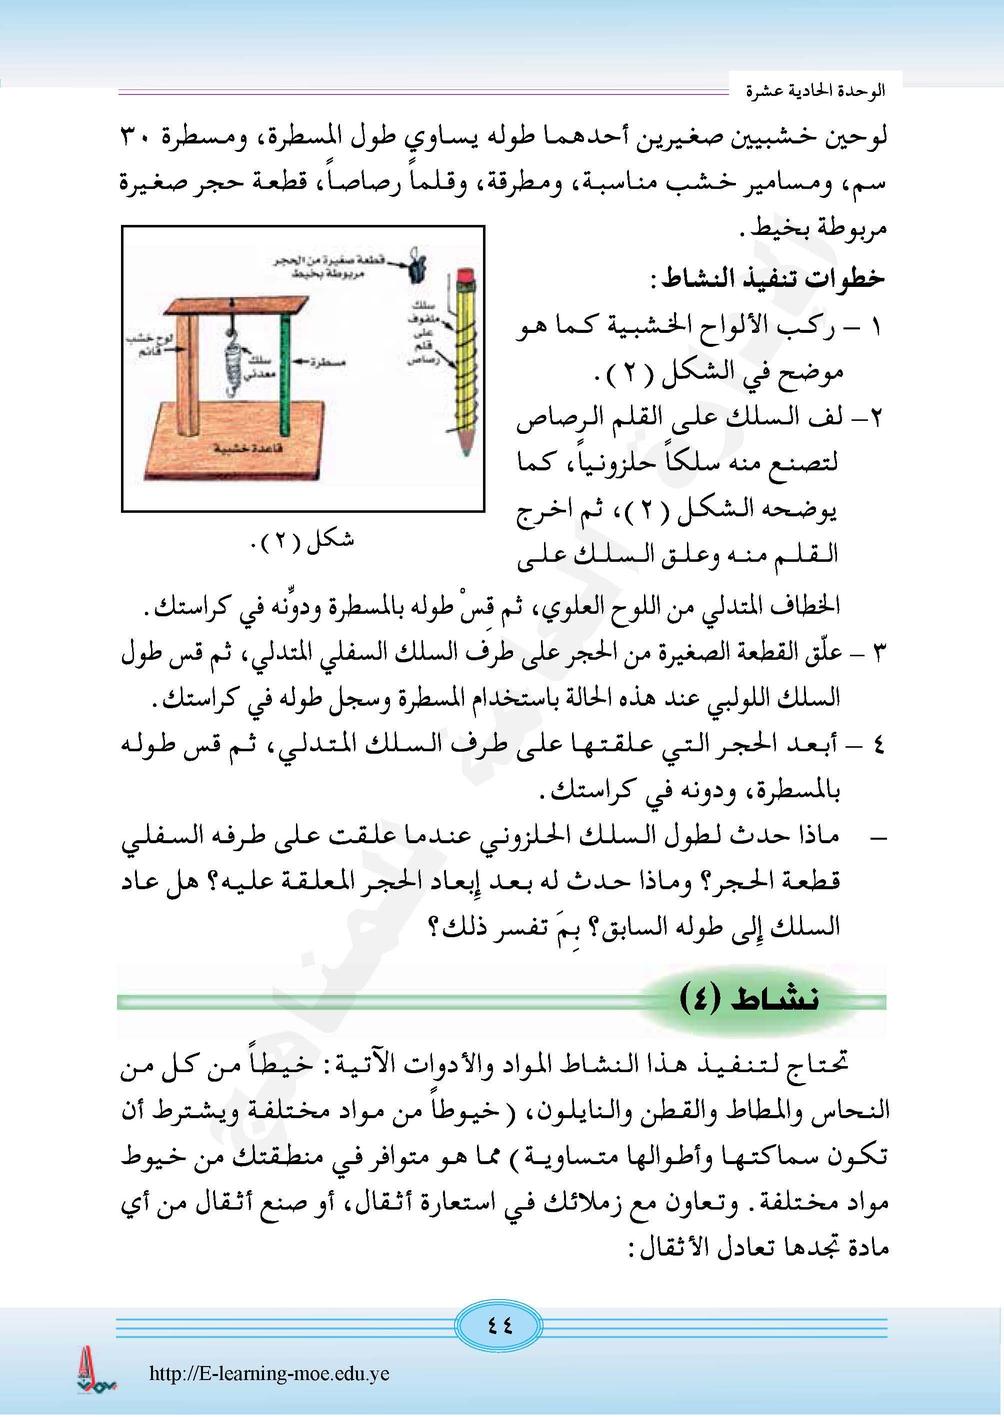 الوحدة الحادية عشرة
لوحين خشبيين صغيرين أحدهما طوله يساوي طول المسطرة، ومسطرة ٣٠
سم، ومسامير خشب مناسبة، ومطرقة، وقلماً رصاصاً، قطعة حجر صغيرة
مربوطة بخيط.
خطوات تنفيذ النشاط:
١ – ركب الألواح الخشبية كما هو
موضح في الشكل (٢).
٢– لف السلك على القلم الرصاص
لتصنع منه سلكاً حلزونياً، كما
يوضحه الشكل (٢)، ثم اخرج
القلم منه وعلق السلك على
قطعة صغيرة من الحجر
مربوطة بخيط
سلك
ملفوف
على
قلم
رصاص
لوح خشب
قائم
سلك
معدني
مسطرة
قاعدة خشبية
شكل (٢).
الخطاف المتدلي من اللوح العلوي، ثم قِسْ طوله بالمسطرة ودوِّنه في كراستك.
٣ – علّق القطعة الصغيرة من الحجر على طرف السلك السفلي المتدلي، ثم قس طول
السلك اللولبي عند هذه الحالة باستخدام المسطرة وسجل طوله في كراستك.
٤ – أبعد الحجر التي علقتها على طرف السلك المتدلي، ثم قس طوله
بالمسطرة، ودونه في كراستك.
– ماذا حدث لطول السلك الحلزوني عندما علقت على طرفه السفلي
قطعة الحجر؟ وماذا حدث له بعد إبعاد الحجر المعلقة عليه؟ هل عاد
السلك إلى طوله السابق؟ بِمَ تفسر ذلك؟
نشاط (٤)
تحتاج لتنفيذ هذا النشاط المواد والأدوات الآتية: خيطاً من كل من
النحاس والمطاط والقطن والنايلون، (خيوطاً من مواد مختلفة ويشترط أن
تكون سماكتها وأطوالها متساوية) مما هو متوافر في منطقتك من خيوط
مواد مختلفة. وتعاون مع زملائك في استعارة أثقال، أو صنع أثقال من أي
مادة تجدها تعادل الأثقال:
٤٤
http://E-learning-moe.edu.ye